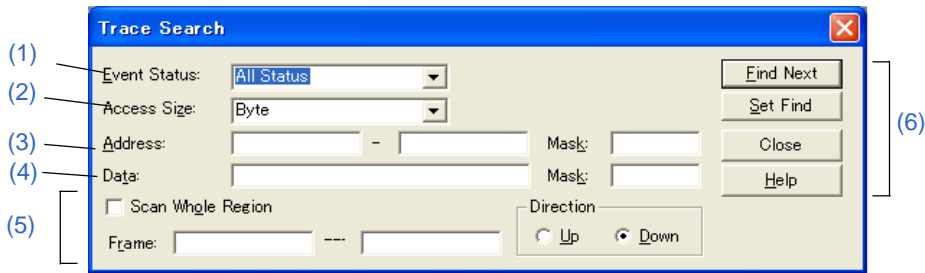 Trace Search
(1) Event Status: All Status Find Next
(2) Access Size: Byte Set Find
(3) Address: - Mask: Close
(4) Data: Mask: Help
(5) Scan Whole Region Direction
Frame: ---- Up Down
(6)